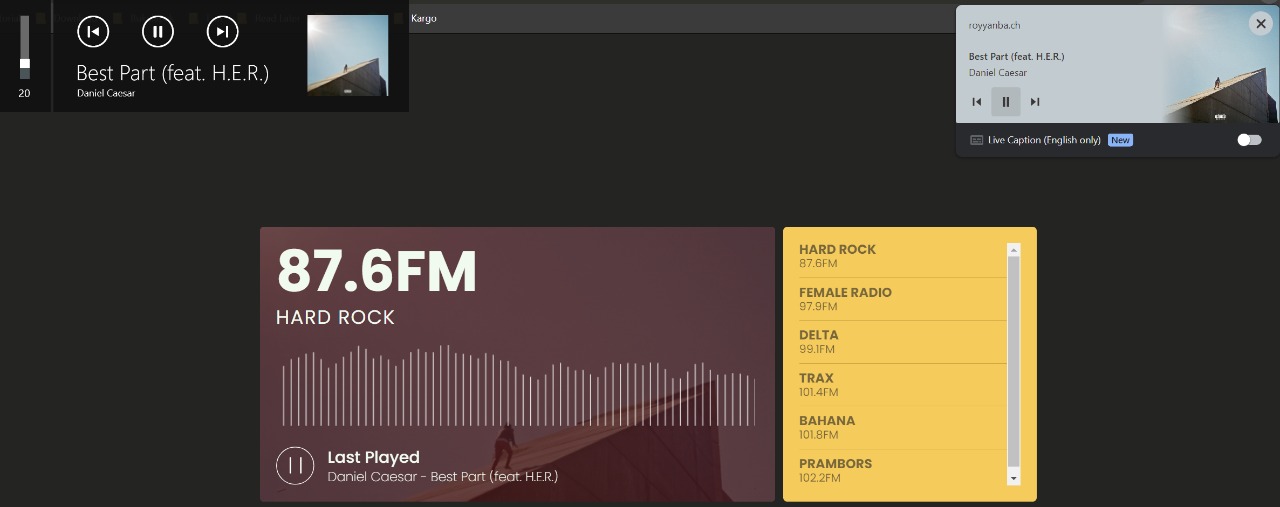 Kargo
20
Best Part (feat. H.E.R.)
Daniel Caesar
royyanba.ch
Best Part (feat. H.E.R.)
Daniel Caesar
Live Caption (English only) New
87.6FM
HARD ROCK
Last Played
Daniel Caesar - Best Part (feat. H.E.R.)
HARD ROCK
87.6FM
FEMALE RADIO
97.9FM
DELTA
99.1FM
TRAX
101.4FM
BAHANA
101.8FM
PRAMBORS
102.2FM